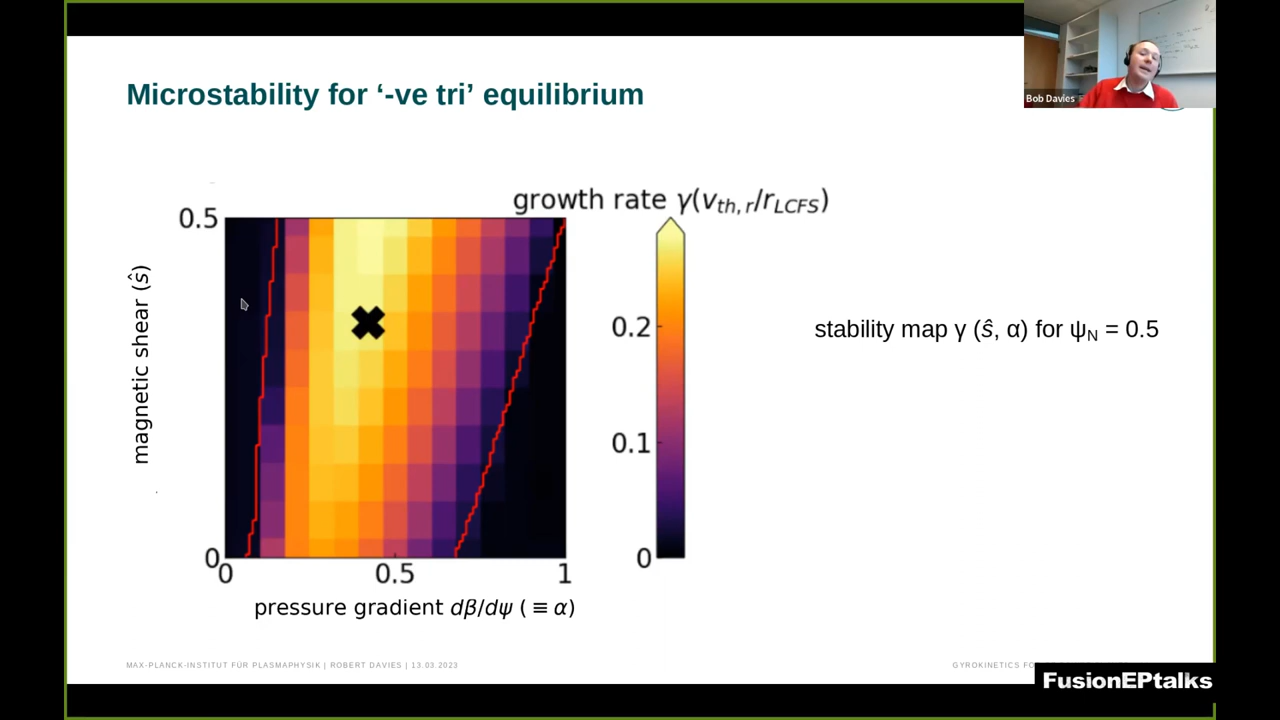 Bob Davies
Microstability for ‘-ve tri’ equilibrium
growth rate γ(v_th,r/r_LCFS)
0.5
magnetic shear (ŝ)
0.2
stability map γ (ŝ, α) for ψ_N = 0.5
0.1
0
0
0
0.5
1
pressure gradient dβ/dψ ( ≡ α)
MAX-PLANCK-INSTITUT FÜR PLASMAPHYSIK | ROBERT DAVIES | 13.03.2023
GYROKINETICS
FusionEPtalks